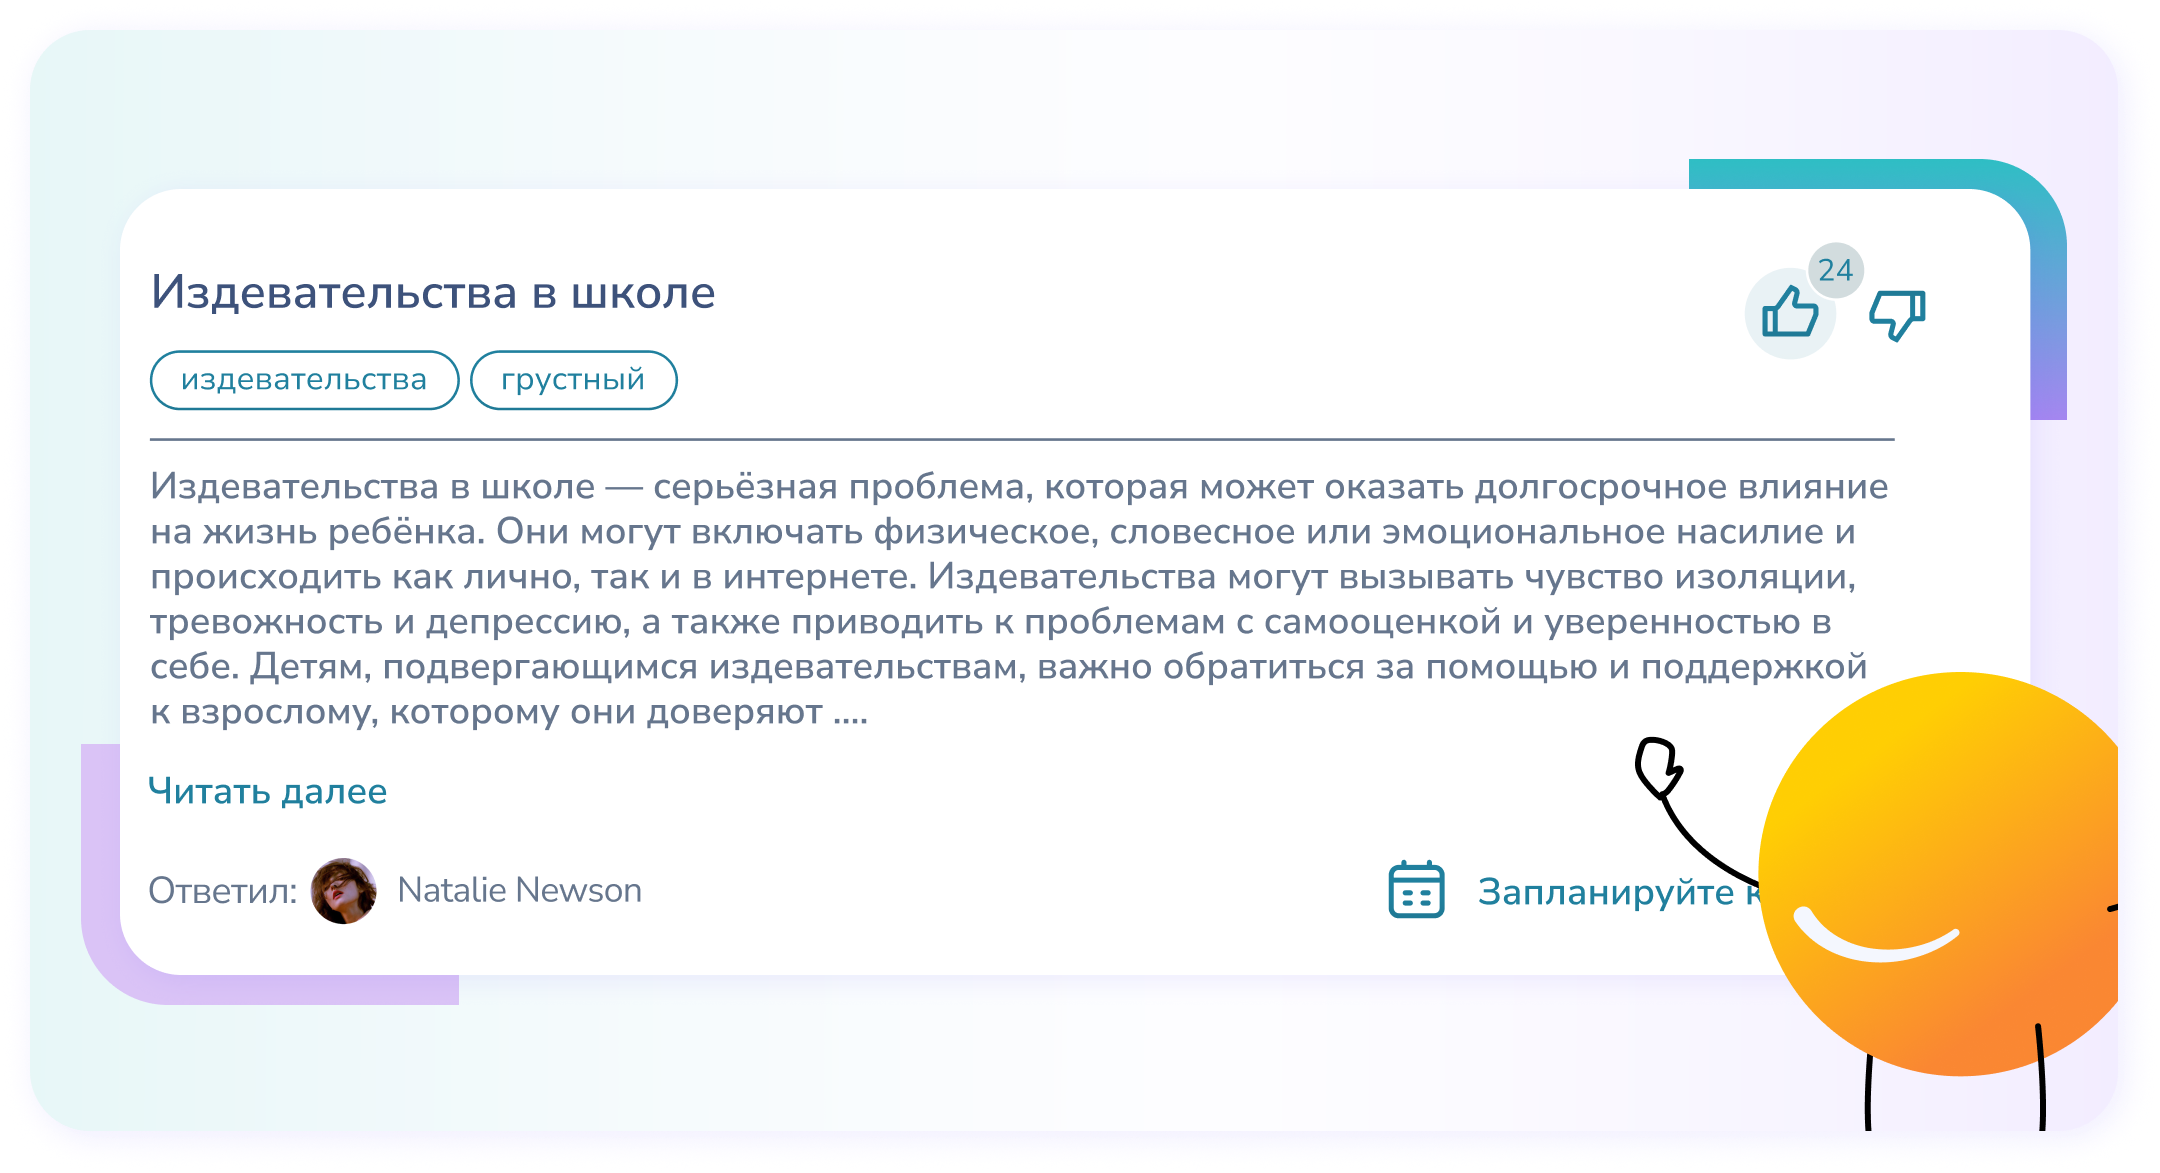 24
Издевательства в школе
издевательства грустный
Издевательства в школе — серьёзная проблема, которая может оказать долгосрочное влияние
на жизнь ребёнка. Они могут включать физическое, словесное или эмоциональное насилие и
происходить как лично, так и в интернете. Издевательства могут вызывать чувство изоляции,
тревожность и депрессию, а также приводить к проблемам с самооценкой и уверенностью в
себе. Детям, подвергающимся издевательствам, важно обратиться за помощью и поддержкой
к взрослому, которому они доверяют ....
Читать далее
Ответил: Natalie Newson
Запланируйте